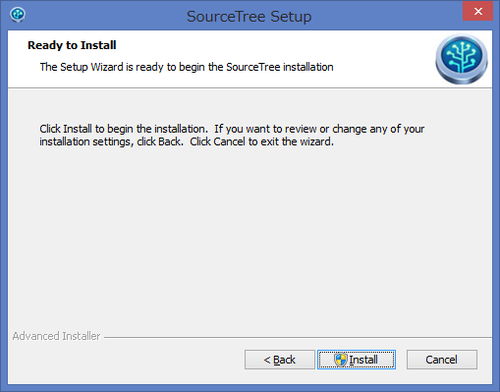 SourceTree Setup
Ready to Install
The Setup Wizard is ready to begin the SourceTree installation
Click Install to begin the installation.  If you want to review or change any of your
installation settings, click Back.  Click Cancel to exit the wizard.
Advanced Installer
< Back
Install
Cancel